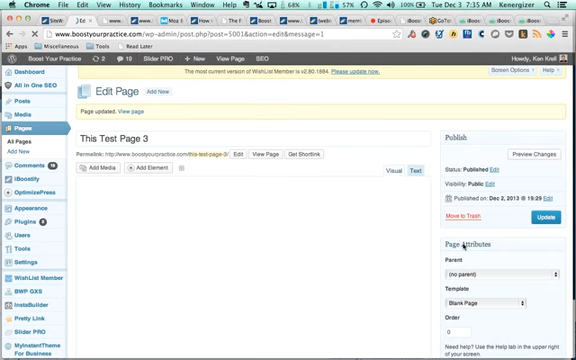 Chrome File Edit View History Bookmarks Window Help
68% Tue Jan 7 7:35 AM Kenergizer
www.boostyourpractice.com/wp-admin/post.php?post=5001&action=edit&message=1
Apps Miscellaneous Tools Read Later
Boost Your Practice 2 19 Slider PRO + New View Page SEO Howdy, Ken Krell
The most current version of WishList Member is v2.80.1884. Please update now.
Screen Options Help
Dashboard
All in One SEO
Posts
Media
Pages
All Pages
Add New
Comments 19
iBoostify
OptimizePress
Appearance
Plugins 2
Users
Tools
Settings
WishList Member
BWP GXS
InstaBuilder
Pretty Link
Slider PRO
MyInstantTheme
For Business
Edit Page Add New
Page updated. View page
This Test Page 3
Permalink: http://www.boostyourpractice.com/this-test-page-3/ Edit View Page Get Shortlink
Add Media Add Element
Visual Text
Publish
Preview Changes
Status: Published Edit
Visibility: Public Edit
Published on: Dec 2, 2013 @ 19:29 Edit
Move to Trash Update
Page Attributes
Parent
(no parent)
Template
Blank Page
Order
0
Need help? Use the Help tab in the upper
right of your screen.